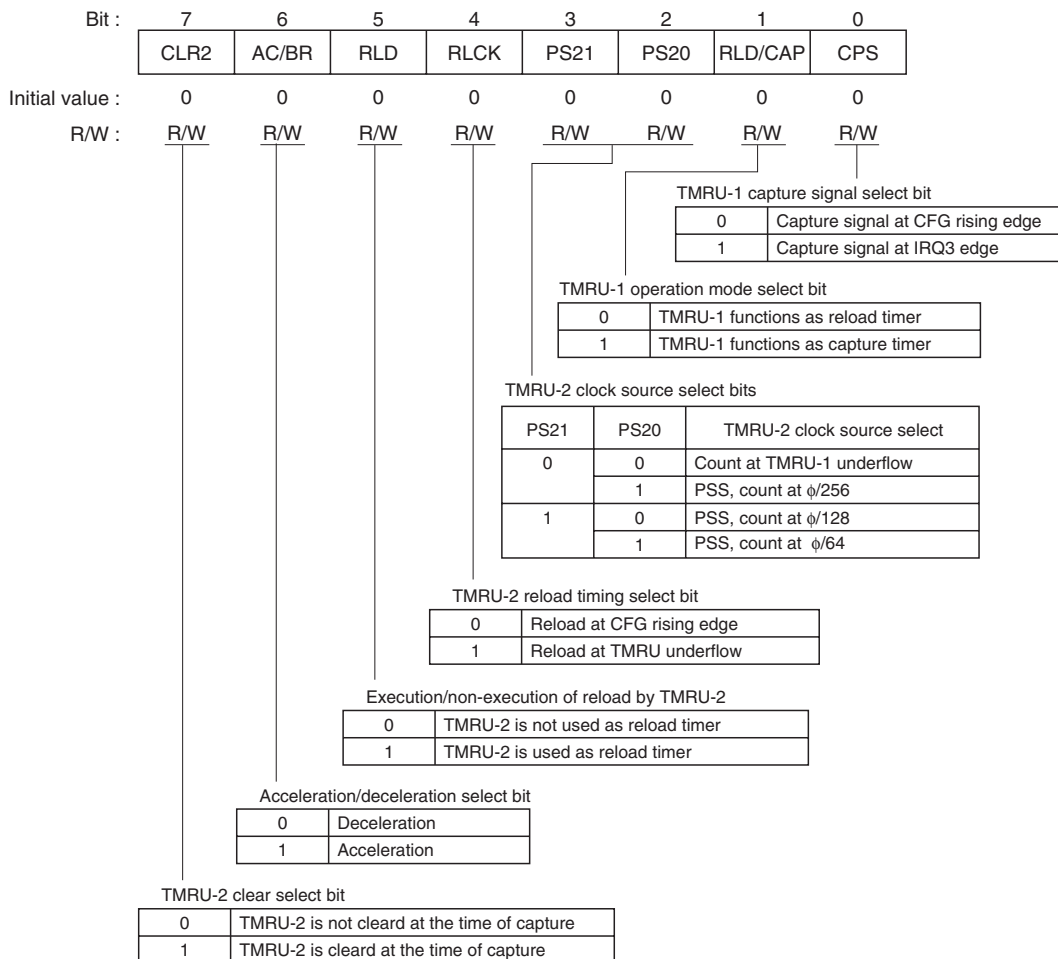 Bit : 7 6 5 4 3 2 1 0
CLR2 AC/BR RLD RLCK PS21 PS20 RLD/CAP CPS
Initial value : 0 0 0 0 0 0 0 0
R/W : R/W R/W R/W R/W R/W R/W R/W R/W
TMRU-1 capture signal select bit
0 Capture signal at CFG rising edge
1 Capture signal at IRQ3 edge
TMRU-1 operation mode select bit
0 TMRU-1 functions as reload timer
1 TMRU-1 functions as capture timer
TMRU-2 clock source select bits
PS21 PS20 TMRU-2 clock source select
0 0 Count at TMRU-1 underflow
1 PSS, count at ϕ/256
1 0 PSS, count at ϕ/128
1 PSS, count at ϕ/64
TMRU-2 reload timing select bit
0 Reload at CFG rising edge
1 Reload at TMRU underflow
Execution/non-execution of reload by TMRU-2
0 TMRU-2 is not used as reload timer
1 TMRU-2 is used as reload timer
Acceleration/deceleration select bit
0 Deceleration
1 Acceleration
TMRU-2 clear select bit
0 TMRU-2 is not cleard at the time of capture
1 TMRU-2 is cleard at the time of capture